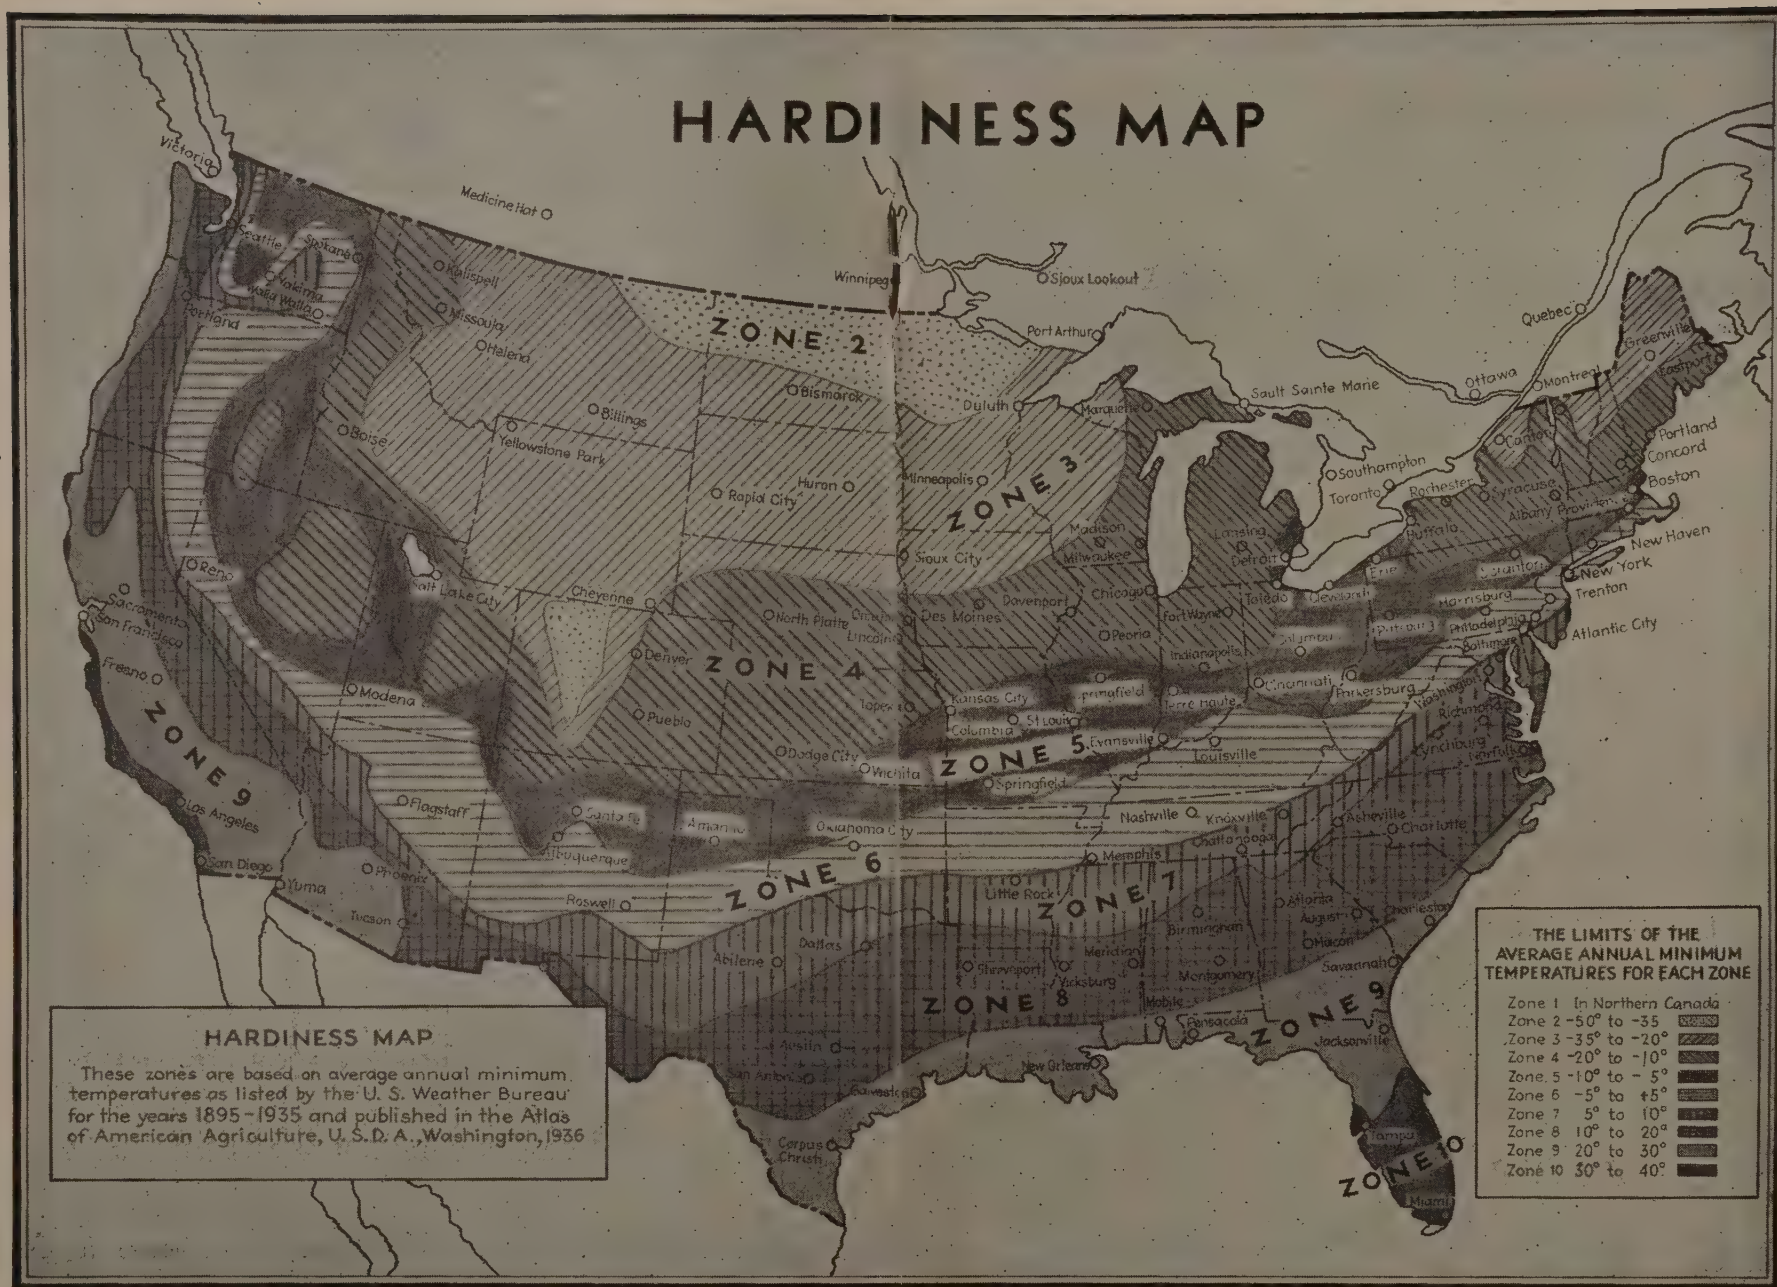 HARDINESS MAP
Victoria
Medicine Hat
Winnipeg
Sioux Lookout
Port Arthur
Quebec
Greenville
Eastport
Ottawa
Montreal
Sault Sainte Marie
Seattle
Spokane
Yakima
Walla Walla
Portland
Kalispell
Missoula
Helena
ZONE 2
Bismarck
Duluth
Marquette
Canton
Portland
Concord
Boston
Billings
Boise
Yellowstone Park
Huron
Rapid City
Minneapolis
ZONE 3
Southampton
Toronto
Rochester
Syracuse
Albany
Buffalo
Madison
Milwaukee
Lansing
Detroit
Sioux City
New Haven
New York
Trenton
Scranton
Erie
Reno
Salt Lake City
Cheyenne
North Platte
Omaha
Lincoln
Des Moines
Davenport
Chicago
Fort Wayne
Toledo
Cleveland
Harrisburg
Pittsburg
Philadelphia
Atlantic City
Baltimore
Sacramento
San Francisco
Peoria
Indianapolis
Fresno
Denver
ZONE 4
Modena
Pueblo
Kansas City
Springfield
Terre Haute
Cincinnati
Parkersburg
Washington
Richmond
Columbia
St Louis
Evansville
Louisville
Lynchburg
Norfolk
ZONE 5
Dodge City
Wichita
Springfield
ZONE 9
Los Angeles
Flagstaff
Santa Fe
Oklahoma City
Nashville
Knoxville
Asheville
Charlotte
Chattanooga
Albuquerque
Memphis
San Diego
Yuma
Phoenix
Tucson
Roswell
ZONE 6
Little Rock
ZONE 7
Atlanta
Augusta
Charleston
Birmingham
Macon
Dallas
Abilene
Shreveport
Vicksburg
Meridian
Montgomery
Savannah
ZONE 8
Mobile
Pensacola
ZONE 9
Jacksonville
Austin
San Antonio
Galveston
New Orleans
Corpus
Christi
Tampa
ZONE 10
Miami
HARDINESS MAP
These zones are based on average annual minimum
temperatures as listed by the U. S. Weather Bureau
for the years 1895-1935 and published in the Atlas
of American Agriculture, U. S. D. A., Washington, 1936
THE LIMITS OF THE
AVERAGE ANNUAL MINIMUM
TEMPERATURES FOR EACH ZONE
Zone 1 In Northern Canada
Zone 2 -50° to -35
Zone 3 -35° to -20°
Zone 4 -20° to -10°
Zone 5 -10° to -5°
Zone 6 -5° to +5°
Zone 7 5° to 10°
Zone 8 10° to 20°
Zone 9 20° to 30°
Zone 10 30° to 40°